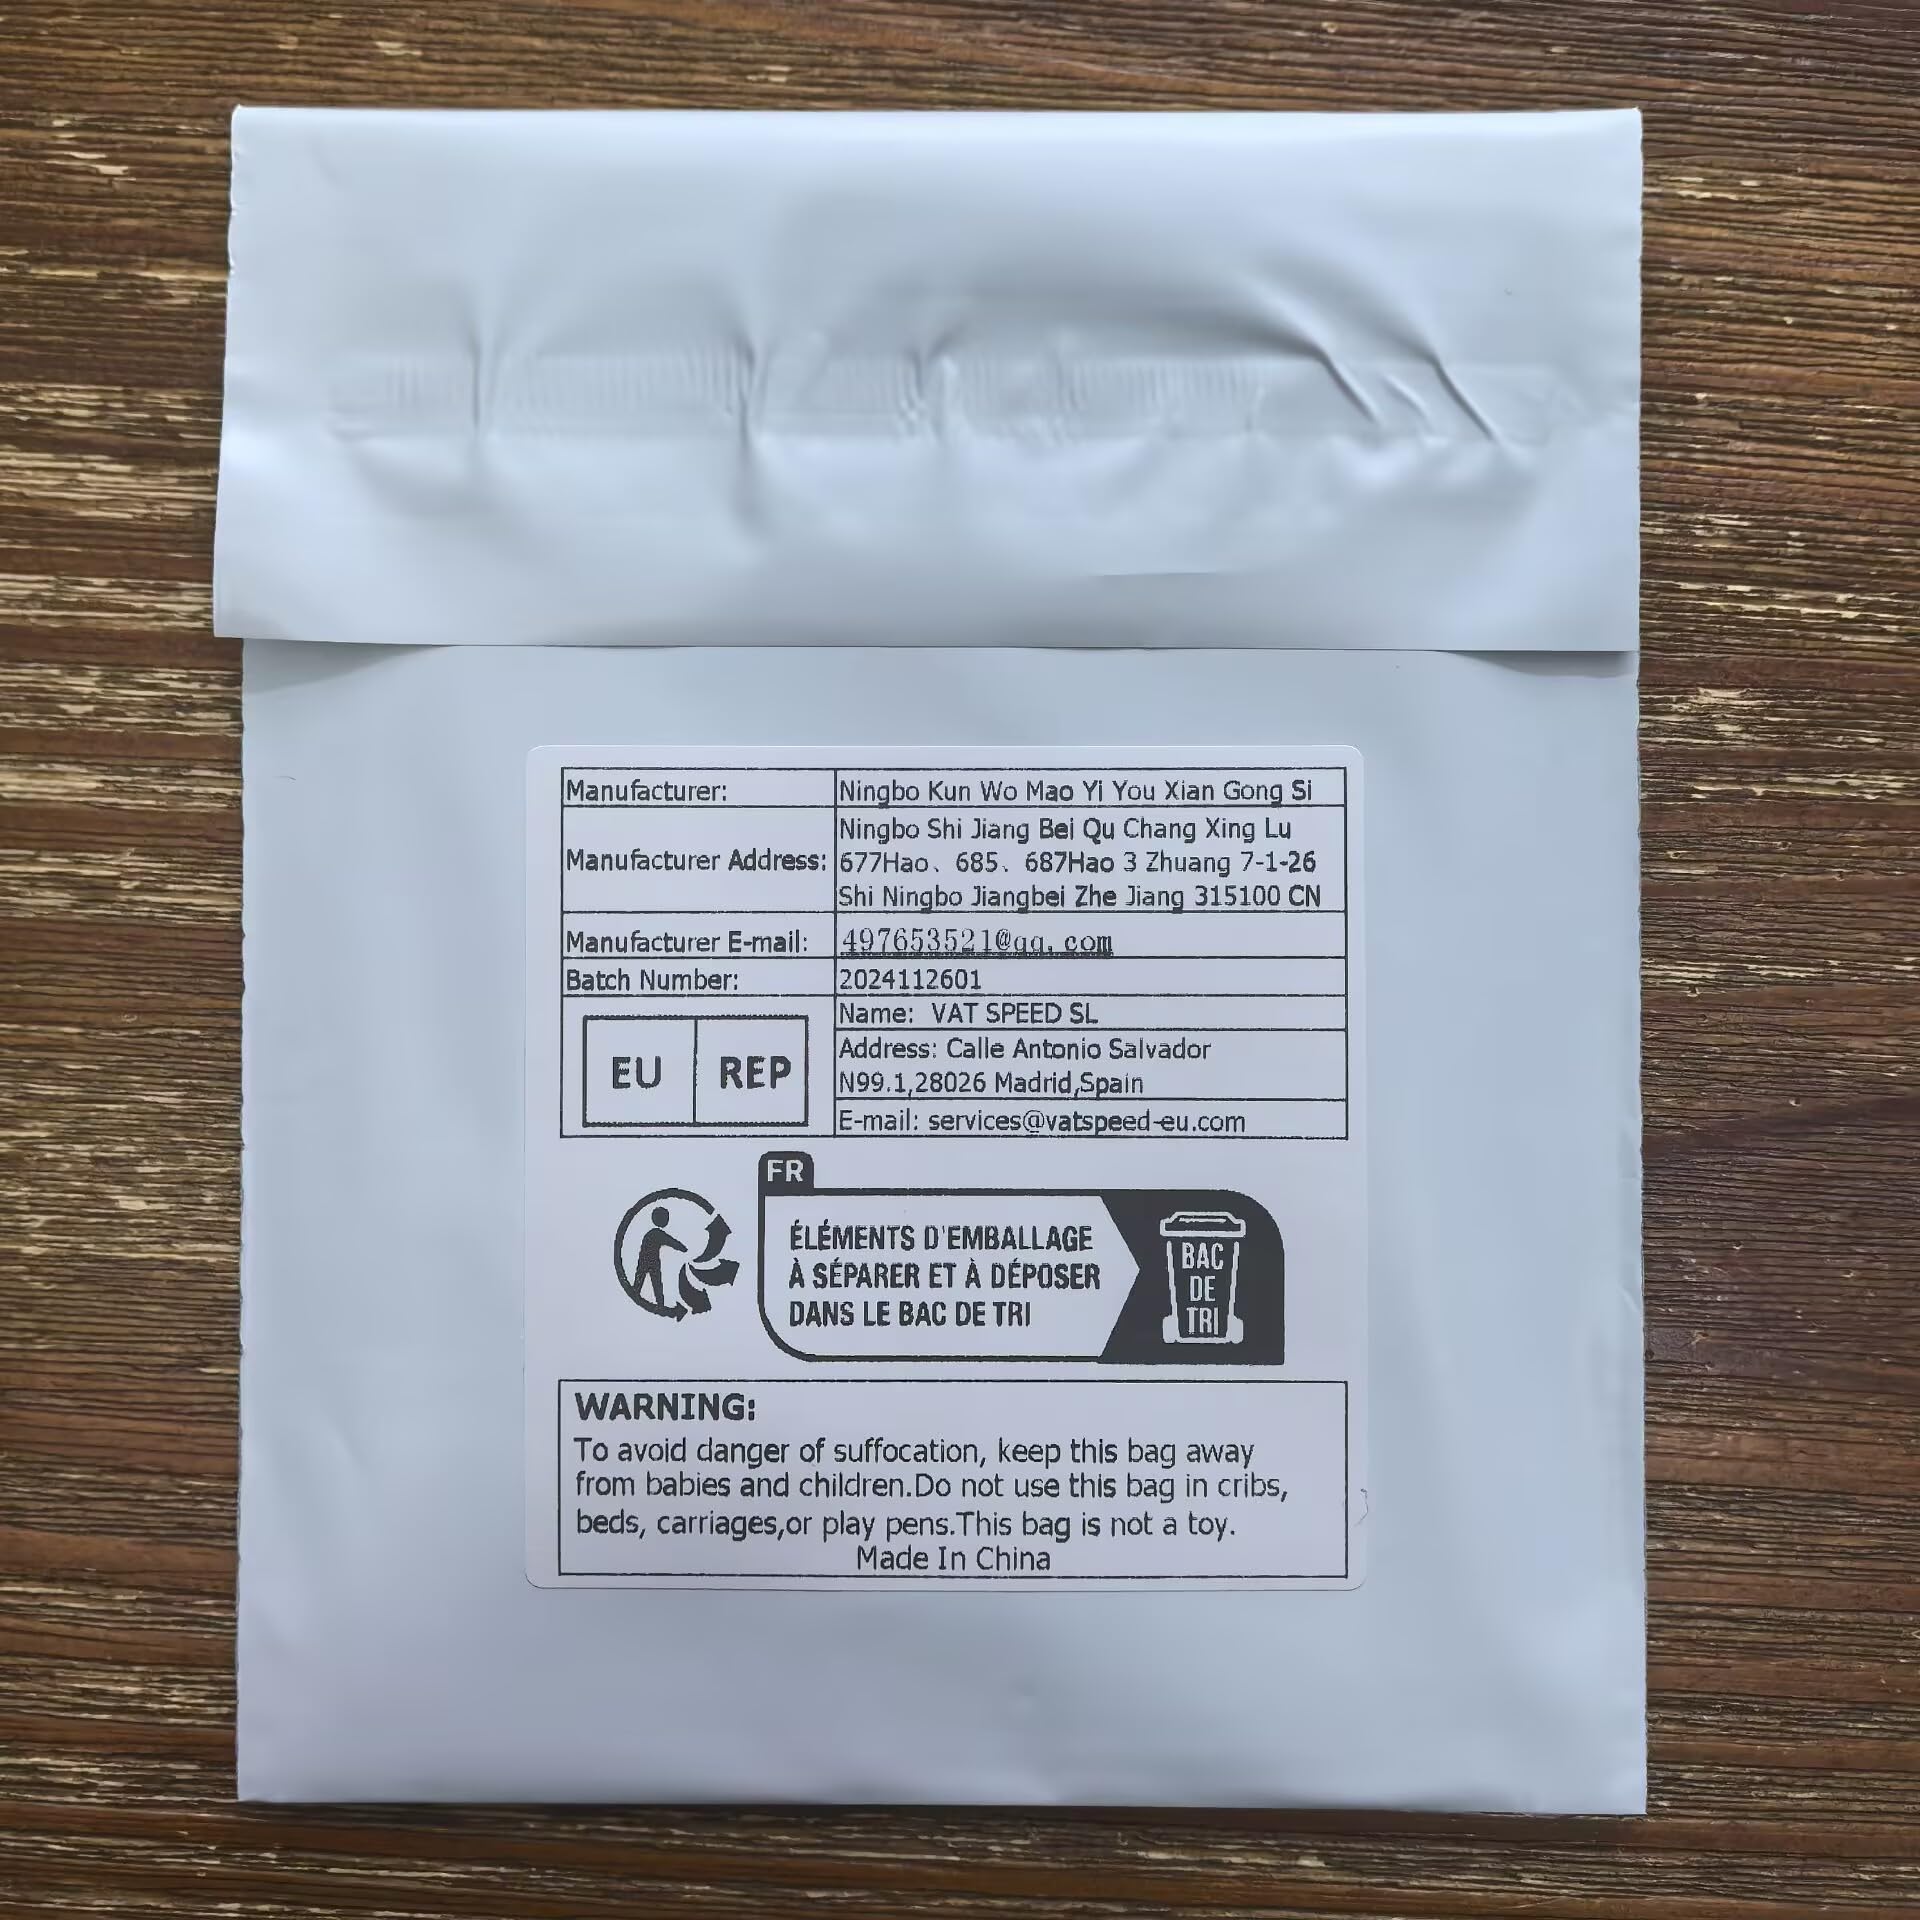 Manufacturer: Ningbo Kun Wo Mao Yi You Xian Gong Si
Manufacturer Address: Ningbo Shi Jiang Bei Qu Chang Xing Lu
677Hao、685、687Hao 3 Zhuang 7-1-26
Shi Ningbo Jiangbei Zhe Jiang 315100 CN
Manufacturer E-mail: 497653521@qq.com
Batch Number: 2024112601
EU REP
Name: VAT SPEED SL
Address: Calle Antonio Salvador
N99.1,28026 Madrid,Spain
E-mail: services@vatspeed-eu.com
FR
ÉLÉMENTS D'EMBALLAGE
À SÉPARER ET À DÉPOSER
DANS LE BAC DE TRI
BAC
DE
TRI
WARNING:
To avoid danger of suffocation, keep this bag away
from babies and children.Do not use this bag in cribs,
beds, carriages,or play pens.This bag is not a toy.
Made In China